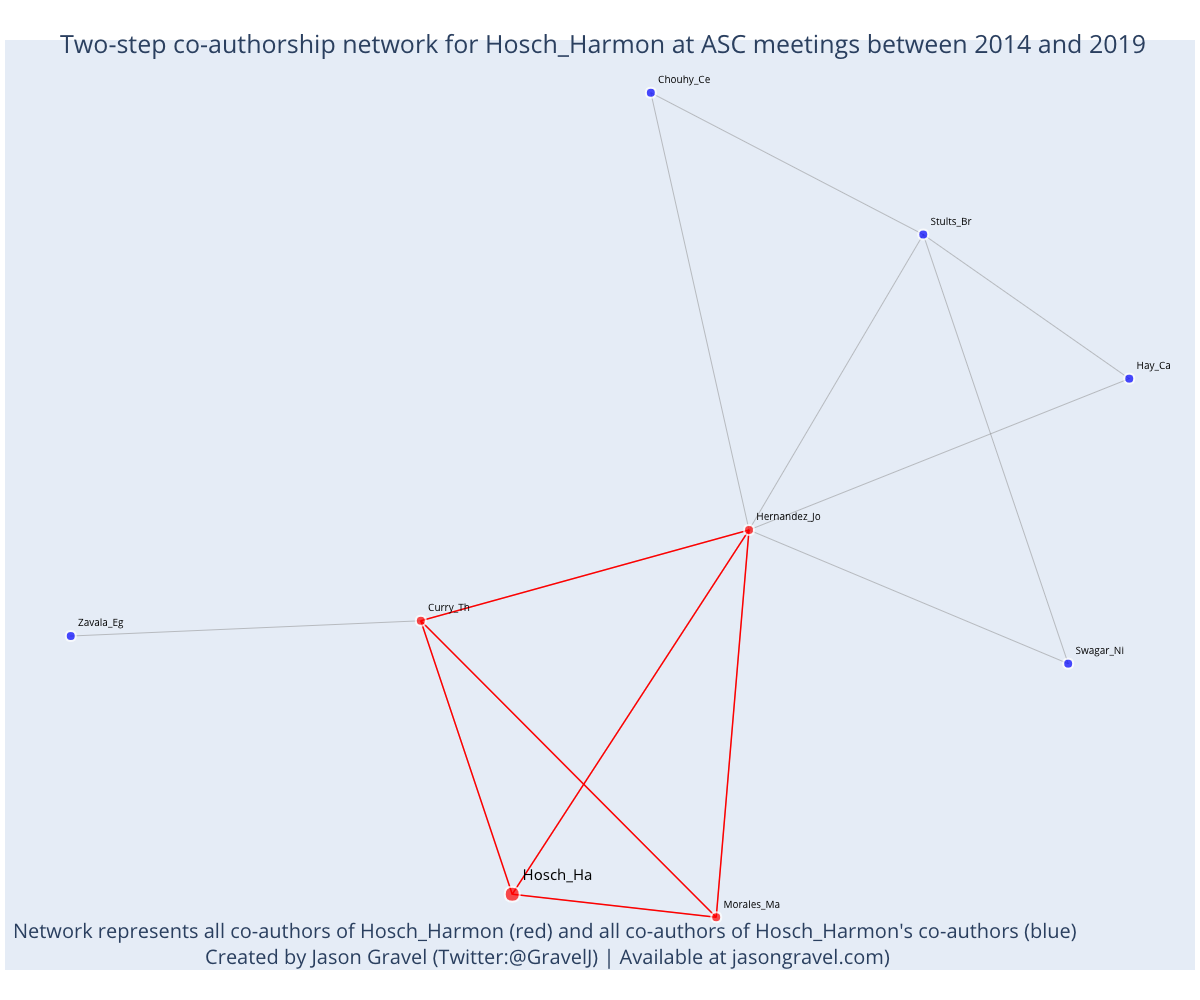 Two-step co-authorship network for Hosch_Harmon at ASC meetings between 2014 and 2019
Chouhy_Ce
Stults_Br
Hay_Ca
Hernandez_Jo
Curry_Th
Zavala_Eg
Swagar_Ni
Hosch_Ha
Morales_Ma
Network represents all co-authors of Hosch_Harmon (red) and all co-authors of Hosch_Harmon's co-authors (blue)
Created by Jason Gravel (Twitter:@GravelJ) | Available at jasongravel.com)